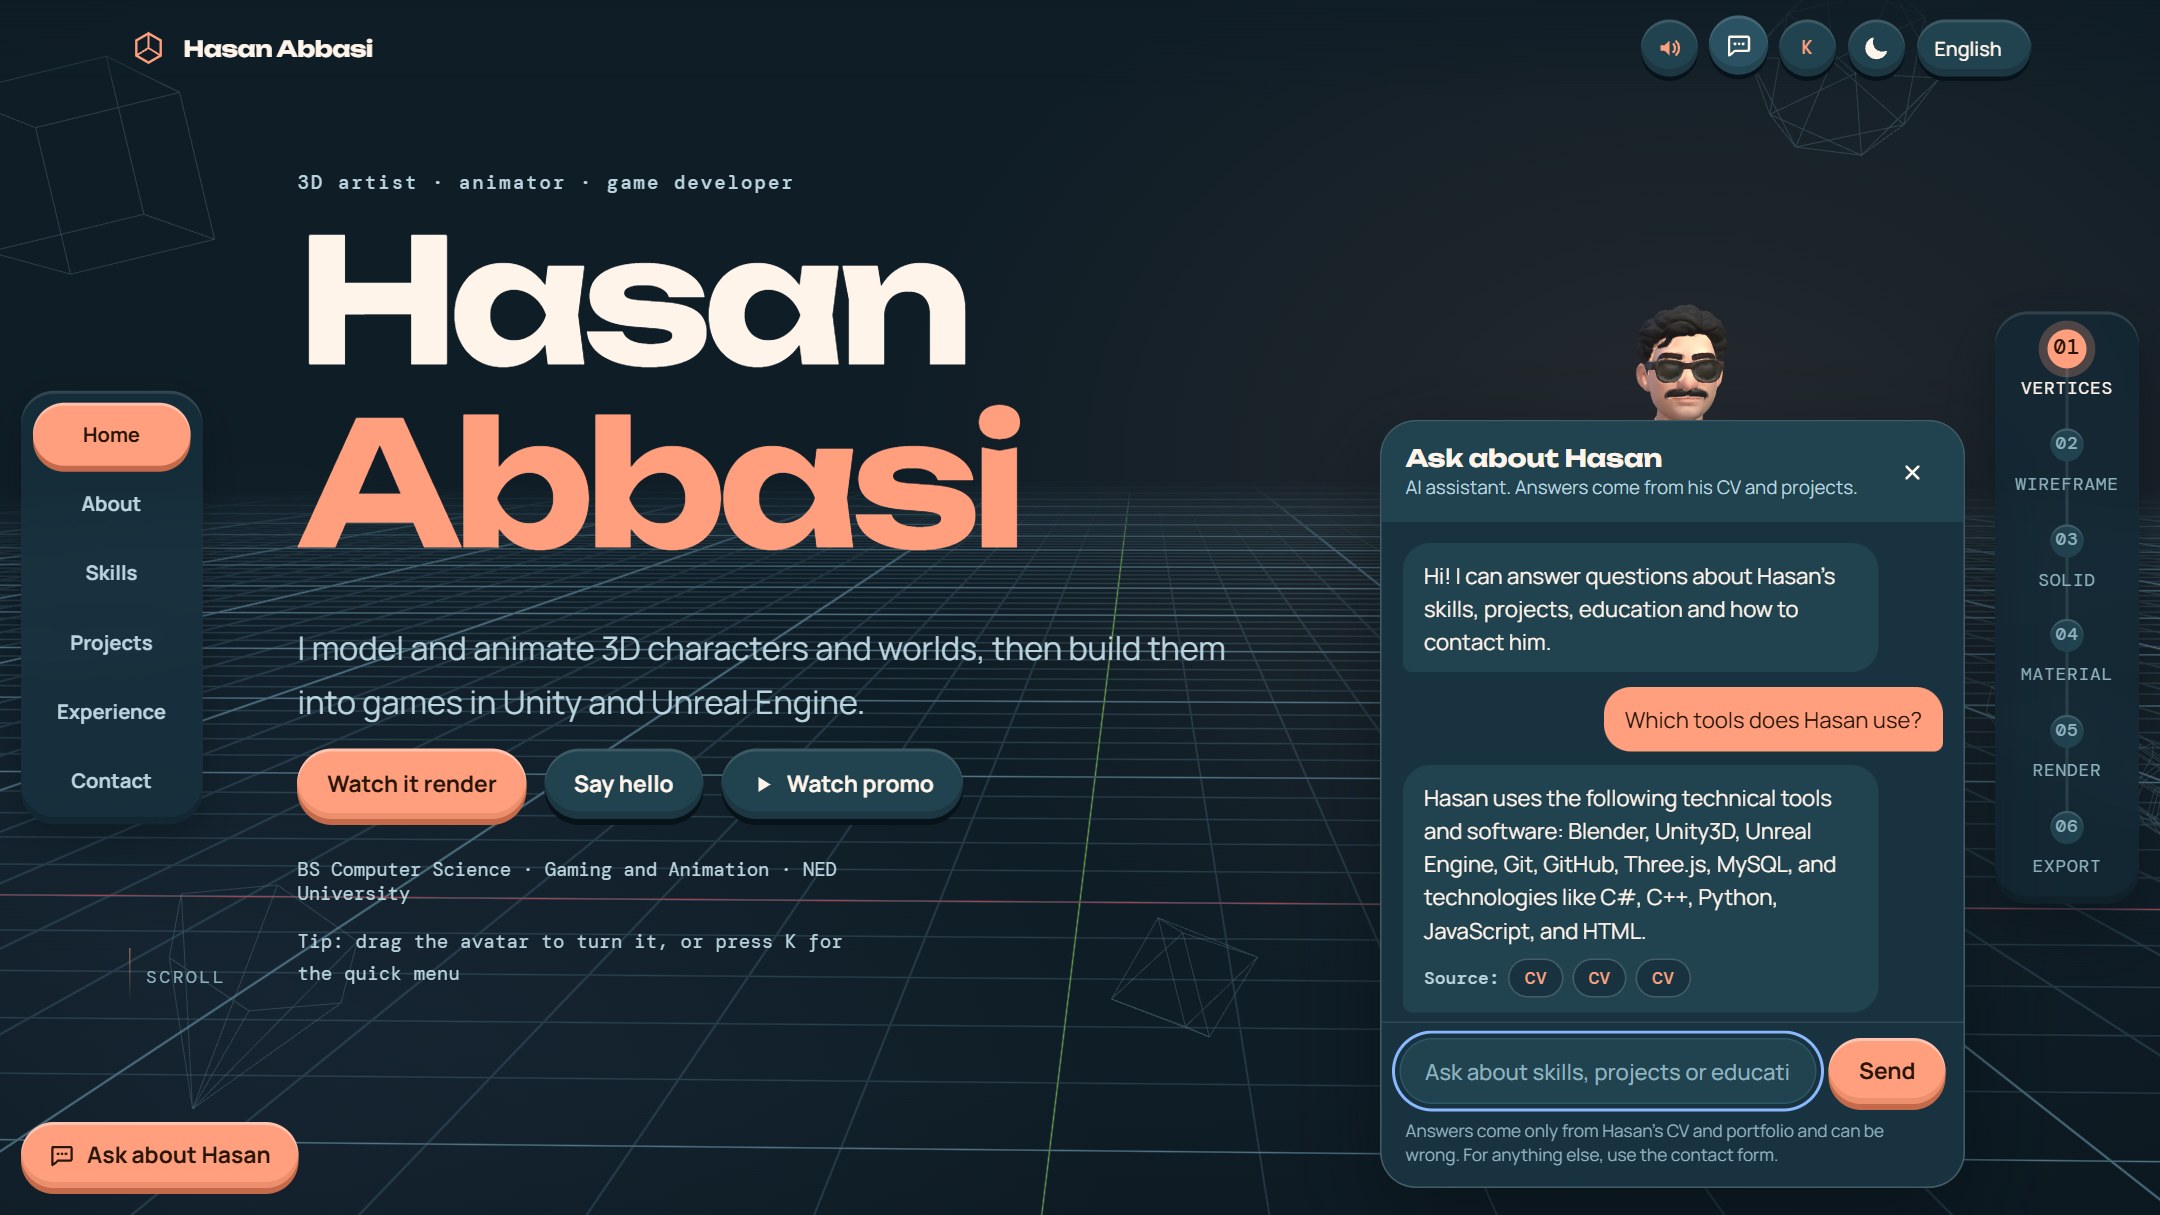 Hasan Abbasi
K
English
3D artist · animator · game developer
Hasan
Abbasi
I model and animate 3D characters and worlds, then build them
into games in Unity and Unreal Engine.
Watch it render
Say hello
Watch promo
BS Computer Science · Gaming and Animation · NED
University
Tip: drag the avatar to turn it, or press K for
the quick menu
SCROLL
Home
About
Skills
Projects
Experience
Contact
Ask about Hasan
Ask about Hasan
AI assistant. Answers come from his CV and projects.
Hi! I can answer questions about Hasan’s
skills, projects, education and how to
contact him.
Which tools does Hasan use?
Hasan uses the following technical tools
and software: Blender, Unity3D, Unreal
Engine, Git, GitHub, Three.js, MySQL, and
technologies like C#, C++, Python,
JavaScript, and HTML.
Source: CV CV CV
Ask about skills, projects or educati
Send
Answers come only from Hasan’s CV and portfolio and can be
wrong. For anything else, use the contact form.
01
VERTICES
02
WIREFRAME
03
SOLID
04
MATERIAL
05
RENDER
06
EXPORT